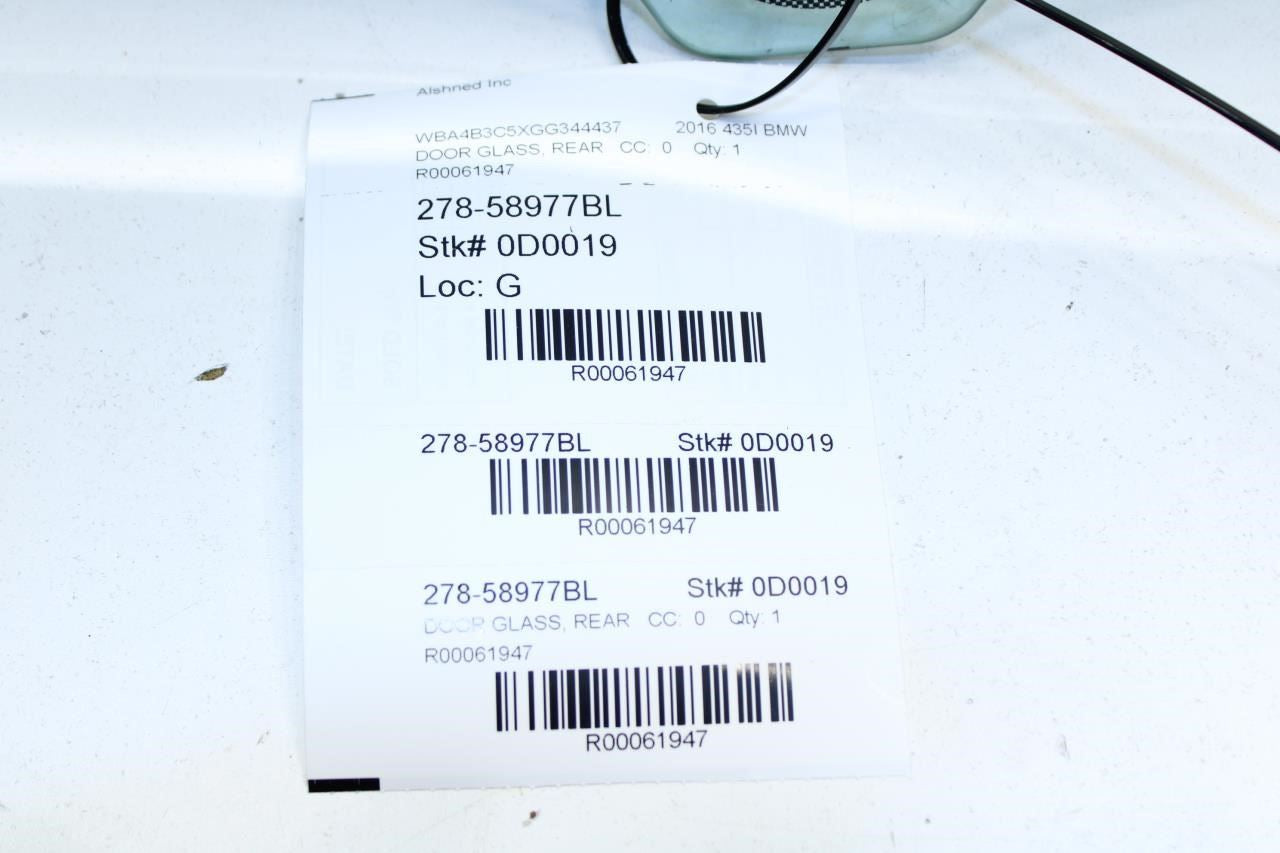 Alshned Inc
WBA4B3C5XGG344437 2016 435I BMW
DOOR GLASS, REAR CC: 0 Qty: 1
R00061947
278-58977BL
Stk# 0D0019
Loc: G
R00061947
278-58977BL Stk# 0D0019
R00061947
278-58977BL Stk# 0D0019
DOOR GLASS, REAR CC: 0 Qty: 1
R00061947
R00061947